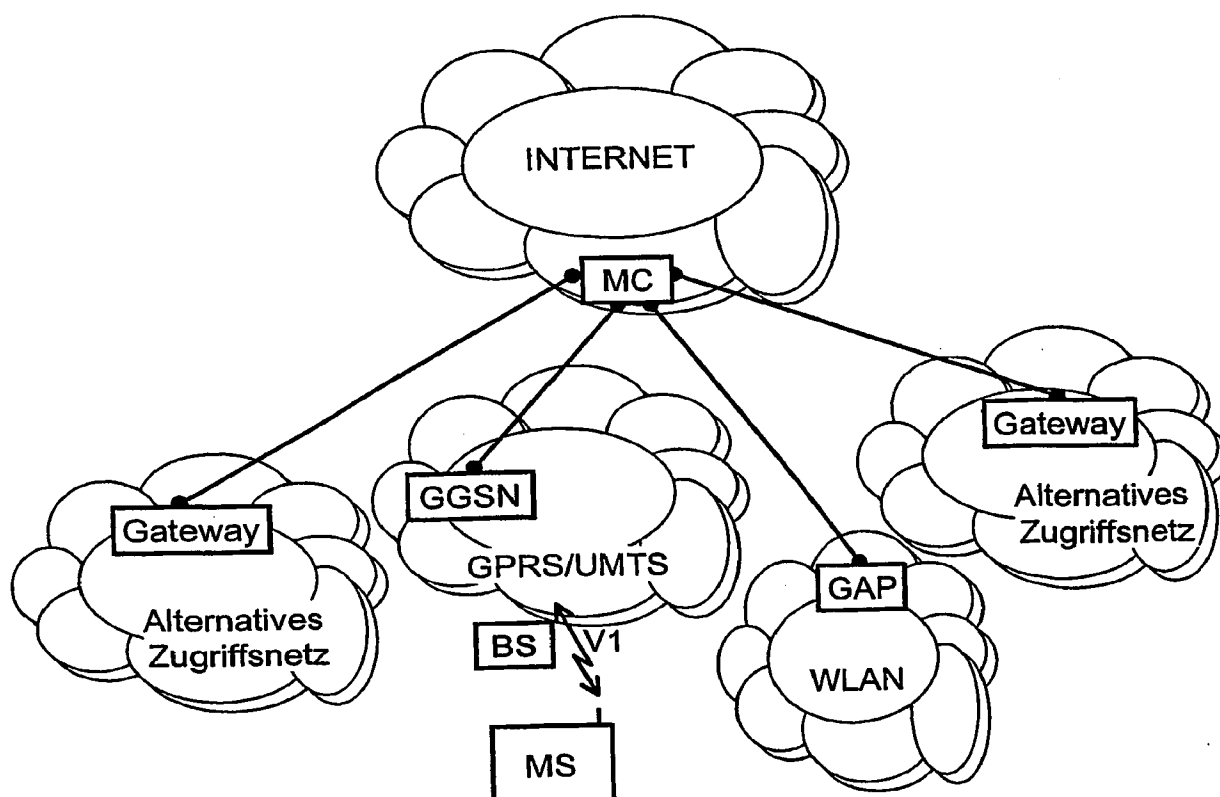 INTERNET
MC
Gateway
Alternatives
Zugriffsnetz
GGSN
GPRS/UMTS
Gateway
Alternatives
Zugriffsnetz
GAP
WLAN
BS
V1
MS